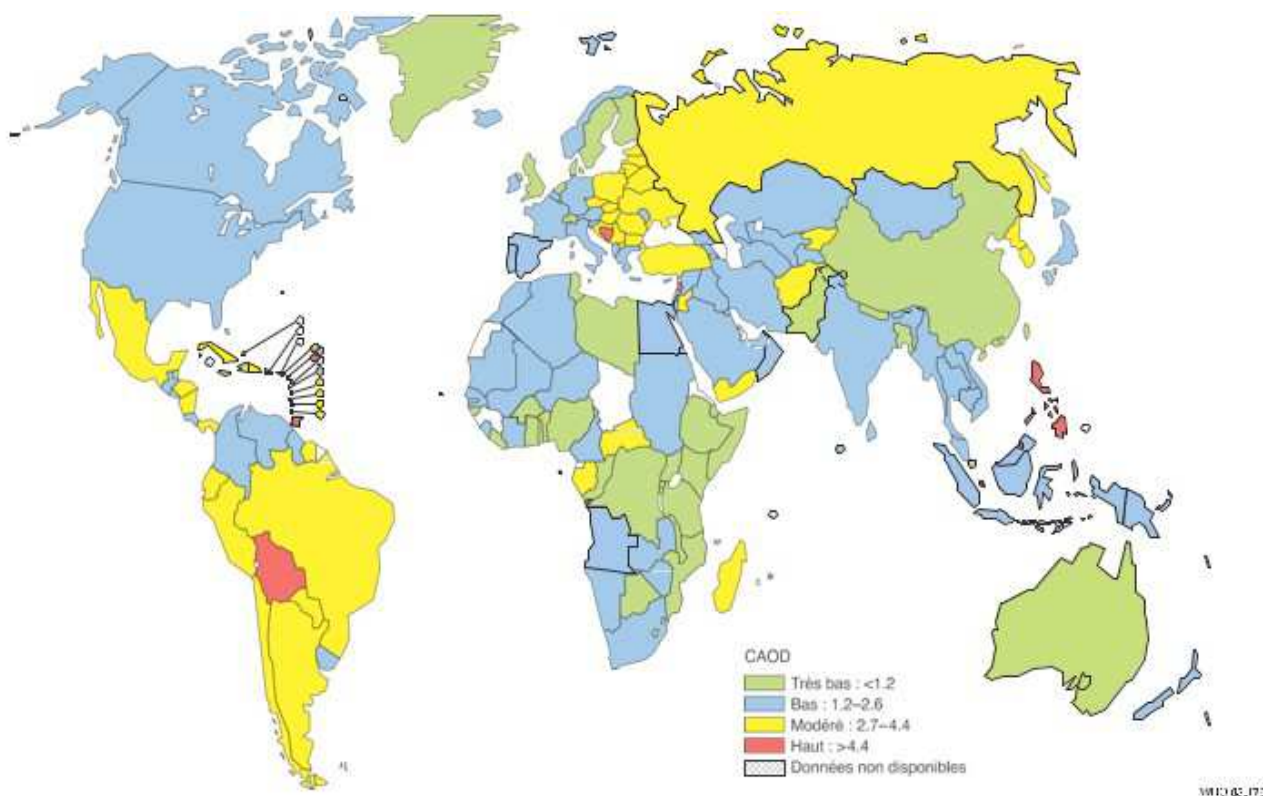 CAOD
Très bas : <1.2
Bas : 1.2–2.6
Modéré : 2.7–4.4
Haut : >4.4
Données non disponibles